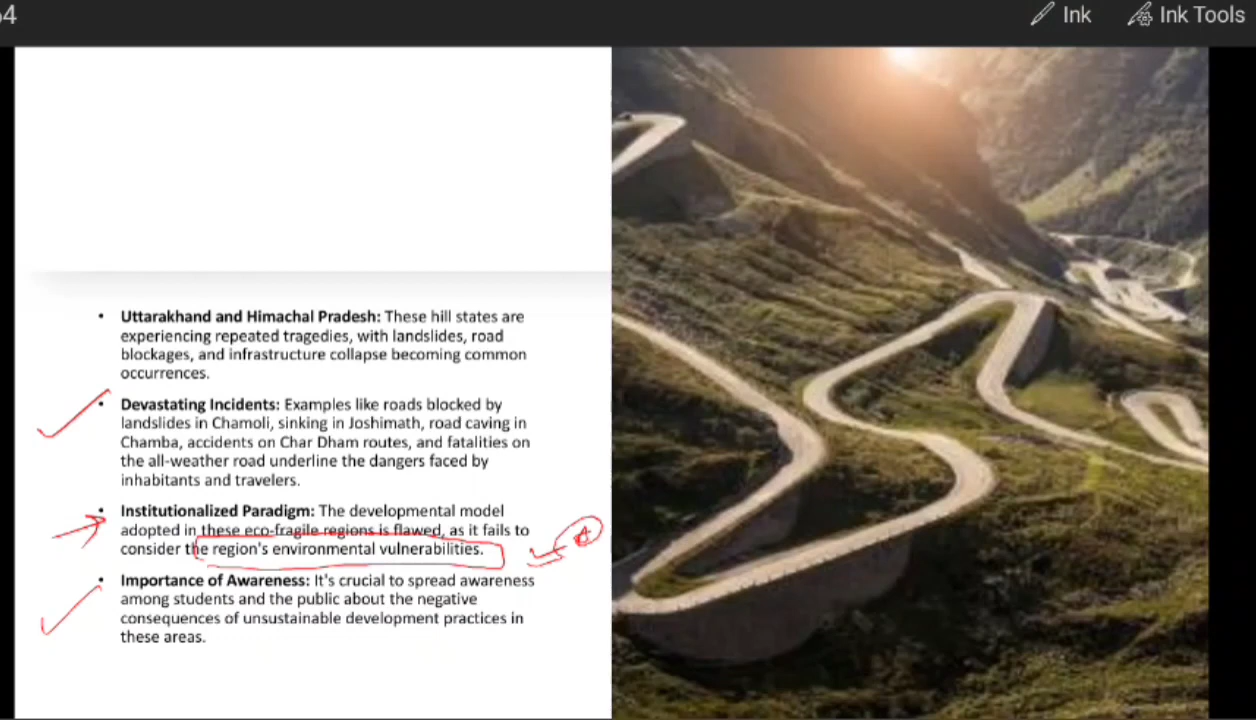 64
Ink
Ink Tools
• Uttarakhand and Himachal Pradesh: These hill states are
experiencing repeated tragedies, with landslides, road
blockages, and infrastructure collapse becoming common
occurrences.
• Devastating Incidents: Examples like roads blocked by
landslides in Chamoli, sinking in Joshimath, road caving in
Chamba, accidents on Char Dham routes, and fatalities on
the all-weather road underline the dangers faced by
inhabitants and travelers.
• Institutionalized Paradigm: The developmental model
adopted in these eco-fragile regions is flawed, as it fails to
consider the region's environmental vulnerabilities.
• Importance of Awareness: It's crucial to spread awareness
among students and the public about the negative
consequences of unsustainable development practices in
these areas.